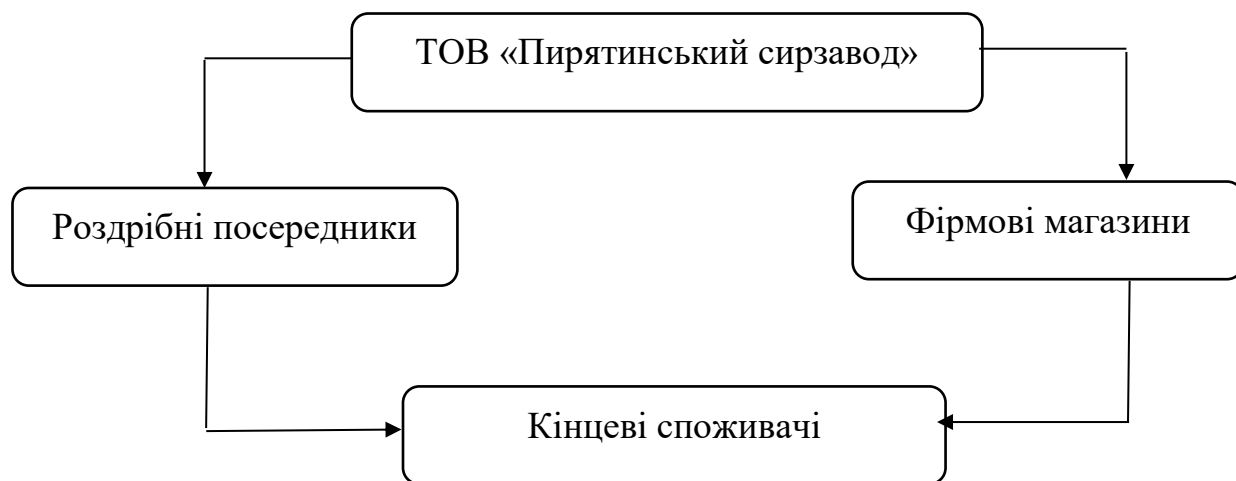 ТОВ «Пирятинський сирзавод»
Роздрібні посередники
Фірмові магазини
Кінцеві споживачі